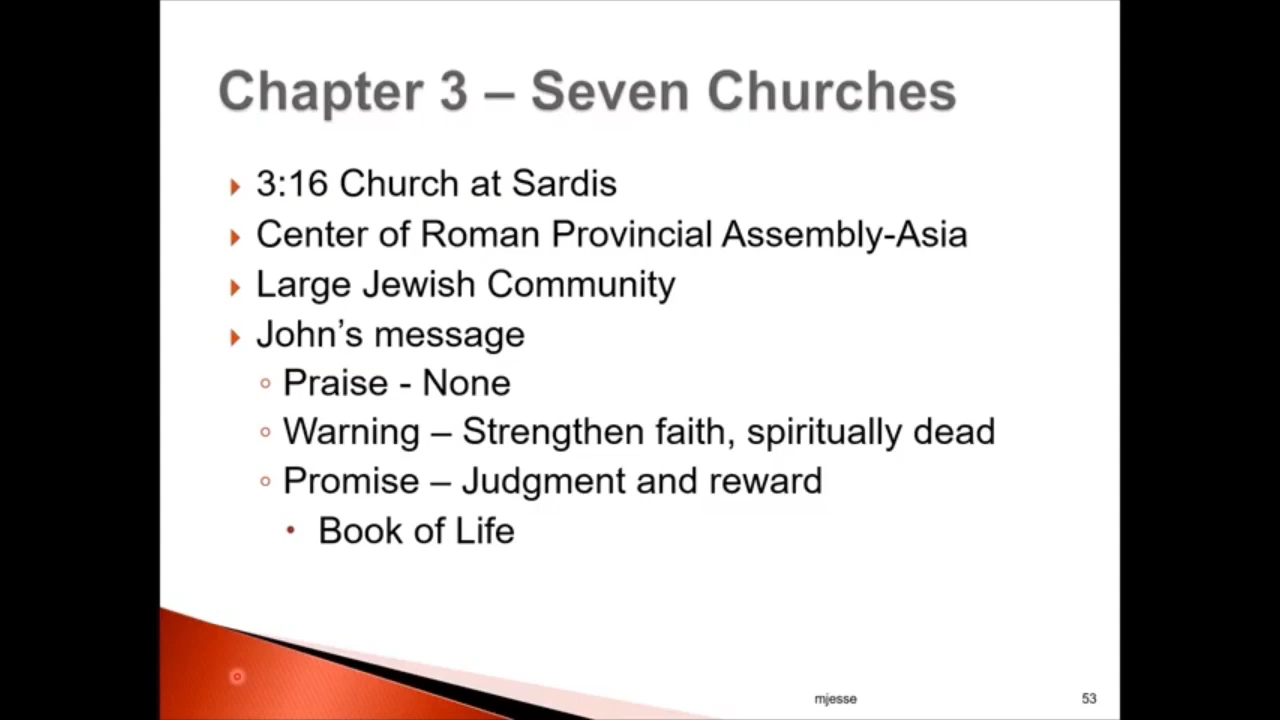 Chapter 3 – Seven Churches
3:16 Church at Sardis
Center of Roman Provincial Assembly-Asia
Large Jewish Community
John’s message
Praise - None
Warning – Strengthen faith, spiritually dead
Promise – Judgment and reward
Book of Life
mjesse
53